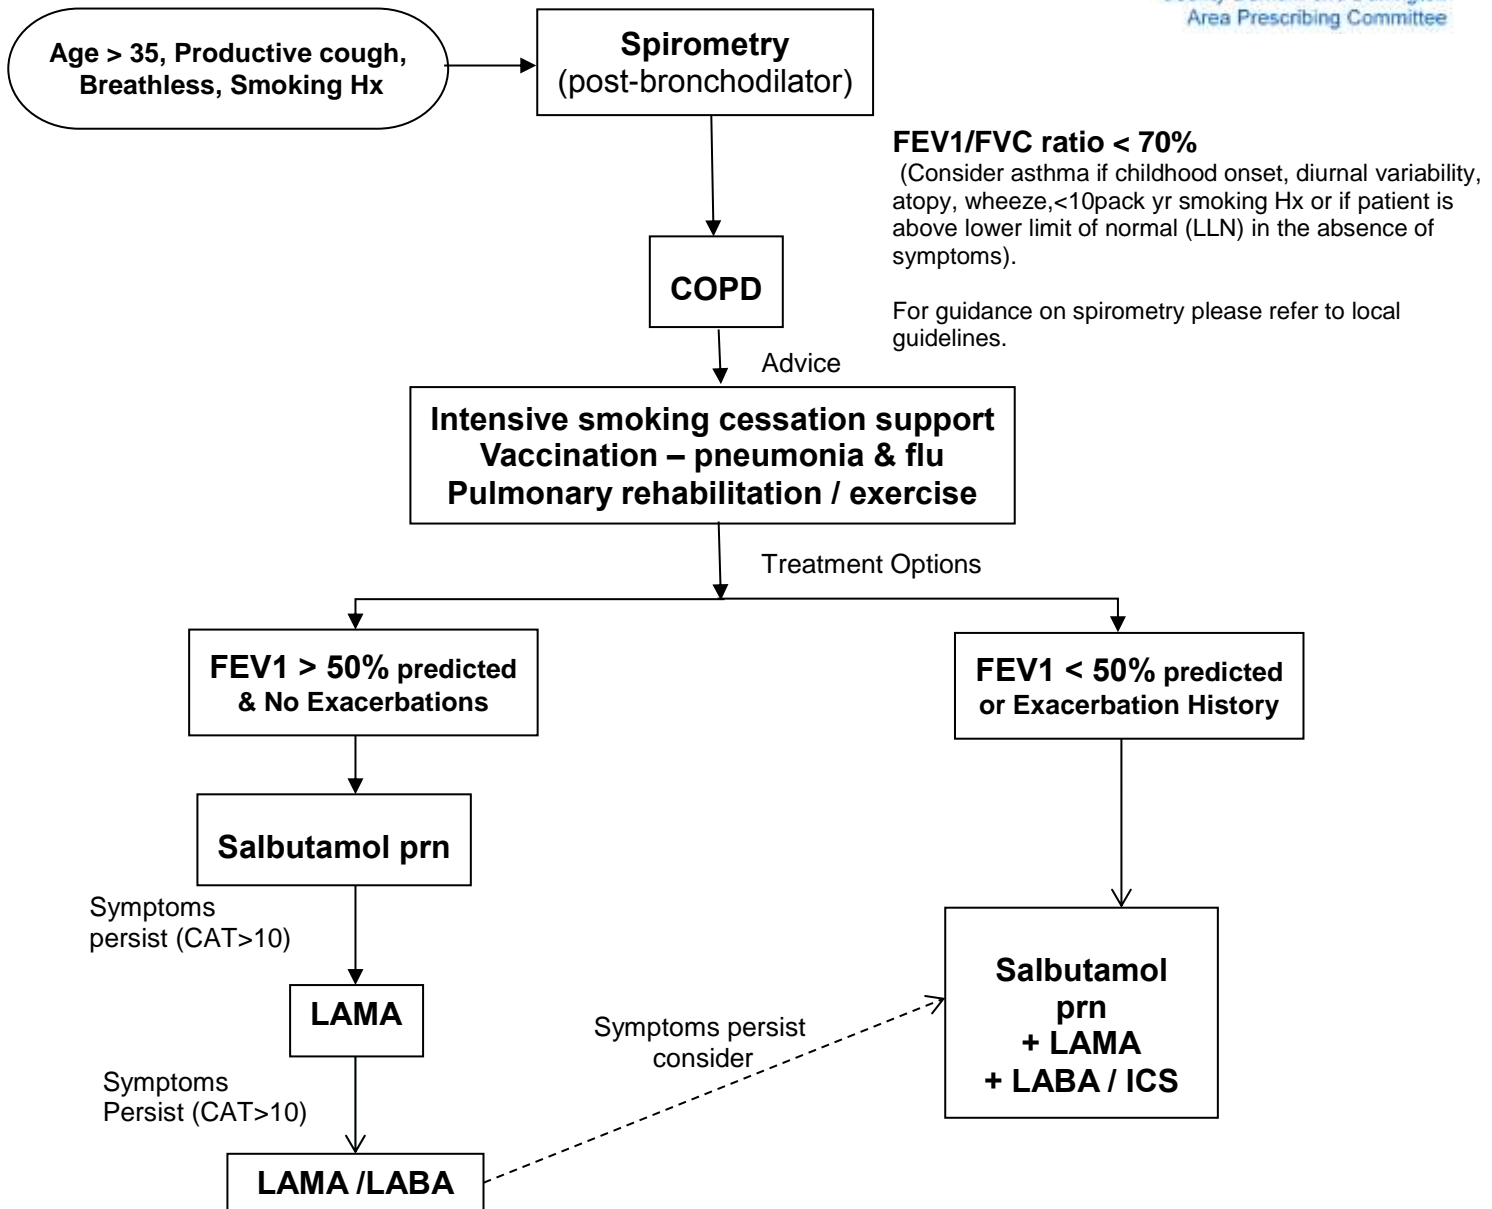 Area Prescribing Committee
Age > 35, Productive cough,
Breathless, Smoking Hx
Spirometry
(post-bronchodilator)
FEV1/FVC ratio < 70%
(Consider asthma if childhood onset, diurnal variability,
atopy, wheeze,<10pack yr smoking Hx or if patient is
above lower limit of normal (LLN) in the absence of
symptoms).
For guidance on spirometry please refer to local
guidelines.
COPD
Advice
Intensive smoking cessation support
Vaccination – pneumonia & flu
Pulmonary rehabilitation / exercise
Treatment Options
FEV1 > 50% predicted
& No Exacerbations
FEV1 < 50% predicted
or Exacerbation History
Salbutamol prn
Symptoms
persist (CAT>10)
LAMA
Symptoms
Persist (CAT>10)
LAMA /LABA
Symptoms persist
consider
Salbutamol
prn
+ LAMA
+ LABA / ICS